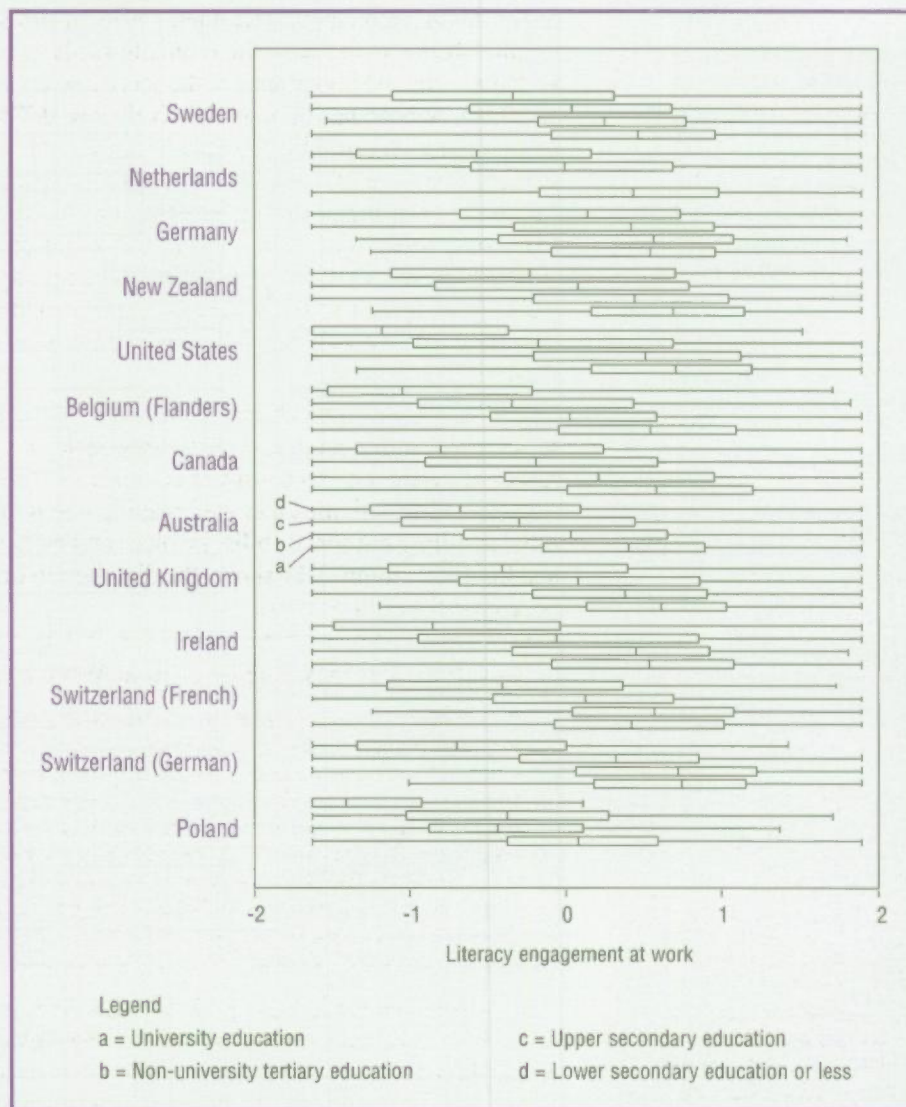 Sweden
Netherlands
Germany
New Zealand
United States
Belgium (Flanders)
Canada
d
c
Australia
b
a
United Kingdom
Ireland
Switzerland (French)
Switzerland (German)
Poland
-2 -1 0 1 2
Literacy engagement at work
Legend
a = University education
b = Non-university tertiary education
c = Upper secondary education
d = Lower secondary education or less